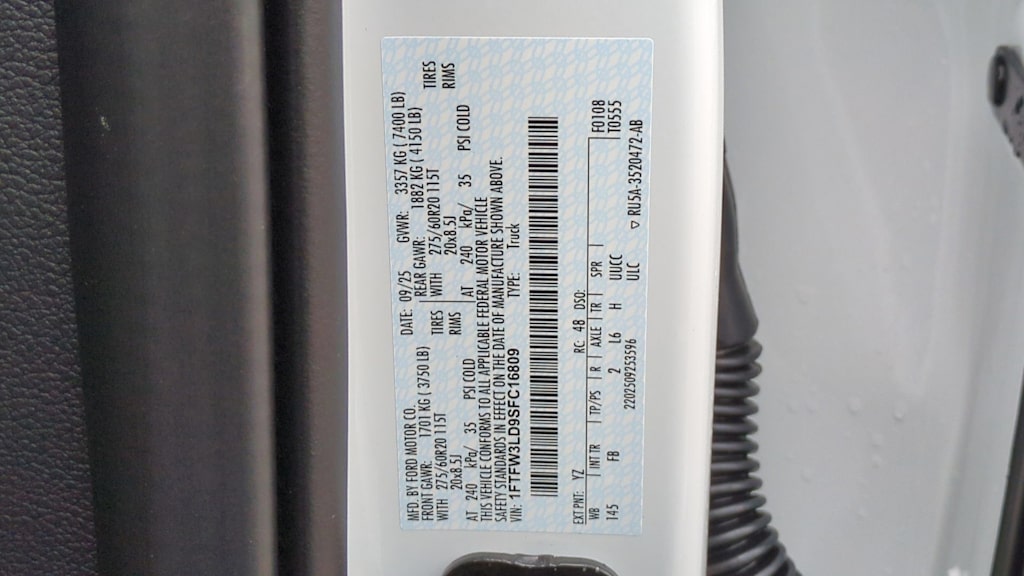 MFD. BY FORD MOTOR CO. DATE: 09/25 GVWR: 3357 KG ( 7400 LB)
FRONT GAWR: 1701 KG ( 3750 LB) REAR GAWR: 1882 KG ( 4150 LB)
WITH 275/60R20 115T TIRES WITH 275/60R20 115T TIRES
20x8.5J RIMS 20x8.5J RIMS
AT 240 kPa/ 35 PSI COLD AT 240 kPa/ 35 PSI COLD
THIS VEHICLE CONFORMS TO ALL APPLICABLE FEDERAL MOTOR VEHICLE
SAFETY STANDARDS IN EFFECT ON THE DATE OF MANUFACTURE SHOWN ABOVE.
VIN: 1FTFW3LD9SFC16809 TYPE: Truck
EXT PNT: YZ RC: 48 DSO: F0108
WB INT TR TP/PS R AXLE TR SPR T0555
145 FB 2 L6 H UULCC
2202509255596 ULC ▽ RU5A-3520472-AB